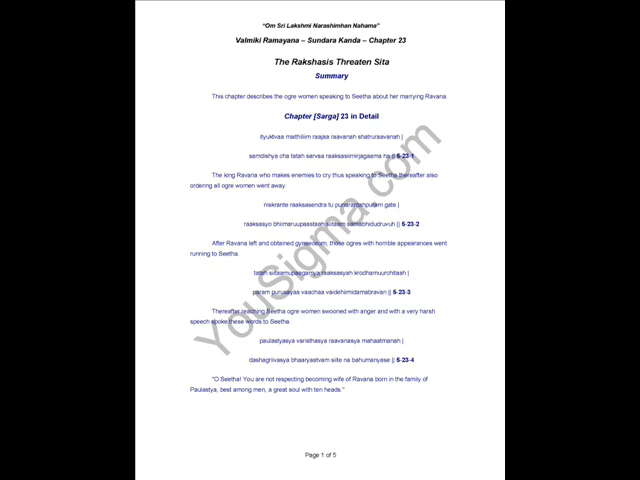 "Om Sri Lakshmi Narashimhan Nahama"
Valmiki Ramayana – Sundara Kanda – Chapter 23
The Rakshasis Threaten Sita
Summary
This chapter describes the ogre women speaking to Seetha about her marrying Ravana.
Chapter [Sarga] 23 in Detail
ityuktvaa maithiliim raajaa raavanah shatruraavanah |
samdishya cha tatah sarvaa raaksasiirnirjagaama ha || 5-23-1
The king Ravana who makes enemies to cry thus speaking to Seetha thereafter also
ordering all ogre women went away.
niskrante raaksasendra tu punarantahpuram gate |
raaksasyo bhiimaruupaastaah siitaam samabhidudruvuh || 5-23-2
After Ravana left and obtained gynaeceum, those ogres with horrible appearances went
running to Seetha.
tatah siitaamupaagamya raaksasyah krodhamuurchitaah |
param purusayaa vaachaa vaidehiimidamabravan || 5-23-3
Thereafter reaching Seetha ogre women swooned with anger and with a very harsh
speech spoke these words to Seetha.
paulastyasya varisthasya raavanasya mahaatmanah |
dashagriivasya bhaaryaatvam siite na bahumanyase || 5-23-4
"O Seetha! You are not respecting becoming wife of Ravana born in the family of
Paulastya, best among men, a great soul with ten heads."
Page 1 of 5
YouSigma.com